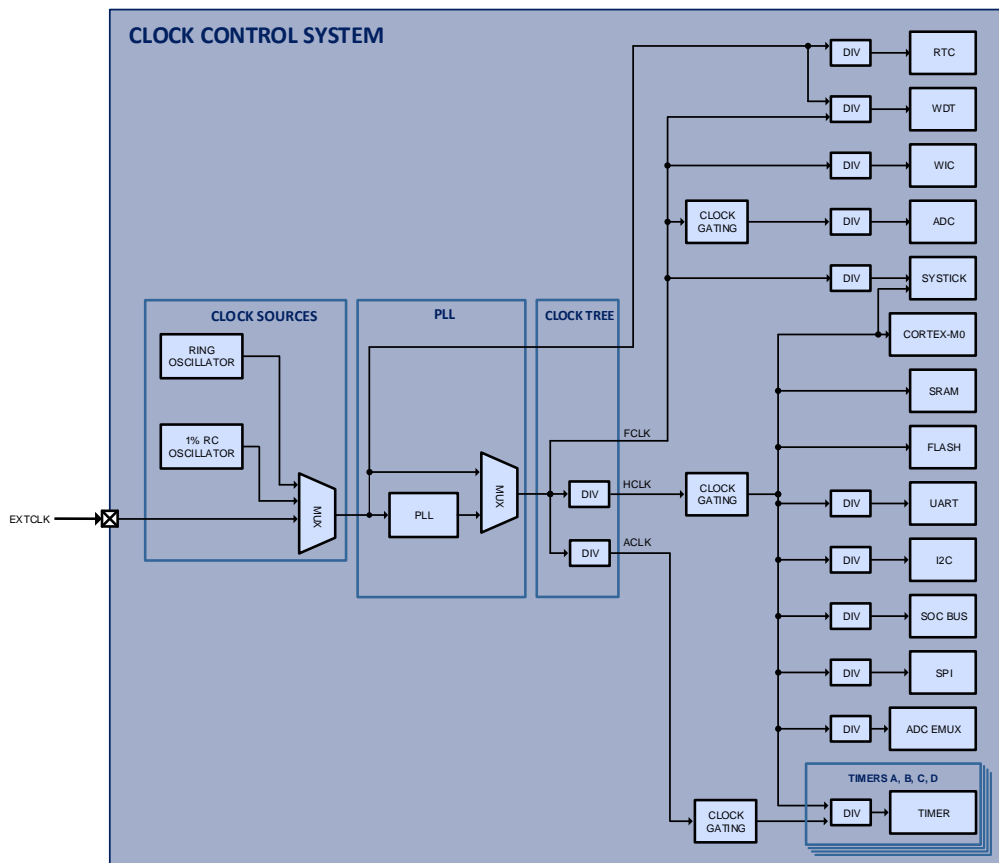 CLOCK CONTROL SYSTEM
DIV
RTC
DIV
WDT
DIV
WIC
CLOCK
GATING
DIV
ADC
DIV
SYSTICK
CLOCK SOURCES
PLL
CLOCK TREE
CORTEX-M0
RING
OSCILLATOR
SRAM
1% RC
OSCILLATOR
FCLK
FLASH
HCLK
CLOCK
GATING
MUX
MUX
DIV
DIV
UART
EXTCLK
PLL
ACLK
DIV
DIV
I2C
DIV
SOC BUS
DIV
SPI
DIV
ADC EMUX
TIMERS A, B, C, D
CLOCK
GATING
DIV
TIMER